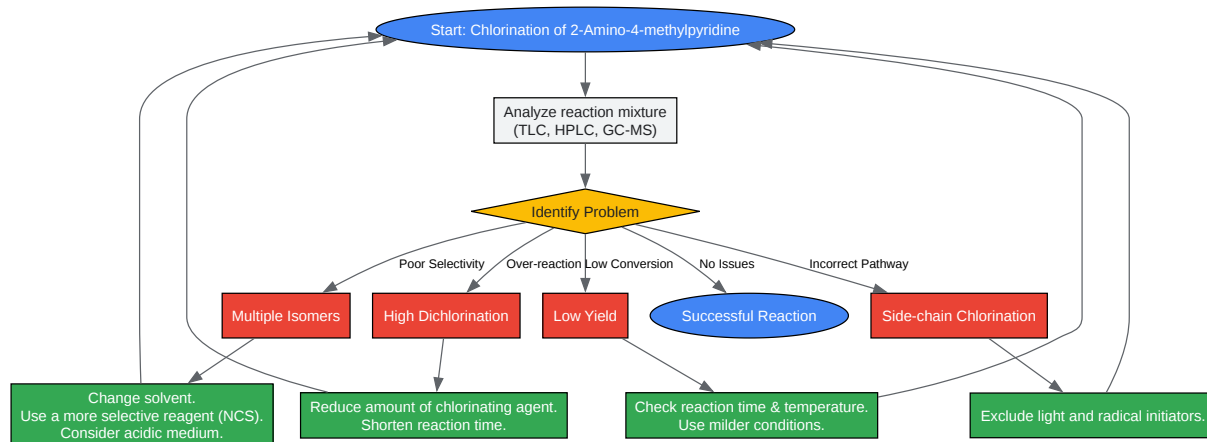 Start: Chlorination of 2-Amino-4-methylpyridine
Analyze reaction mixture
(TLC, HPLC, GC-MS)
Identify Problem
Poor Selectivity
Over-reaction
Low Conversion
No Issues
Incorrect Pathway
Multiple Isomers
High Dichlorination
Low Yield
Successful Reaction
Side-chain Chlorination
Change solvent.
Use a more selective reagent (NCS).
Consider acidic medium.
Reduce amount of chlorinating agent.
Shorten reaction time.
Check reaction time & temperature.
Use milder conditions.
Exclude light and radical initiators.